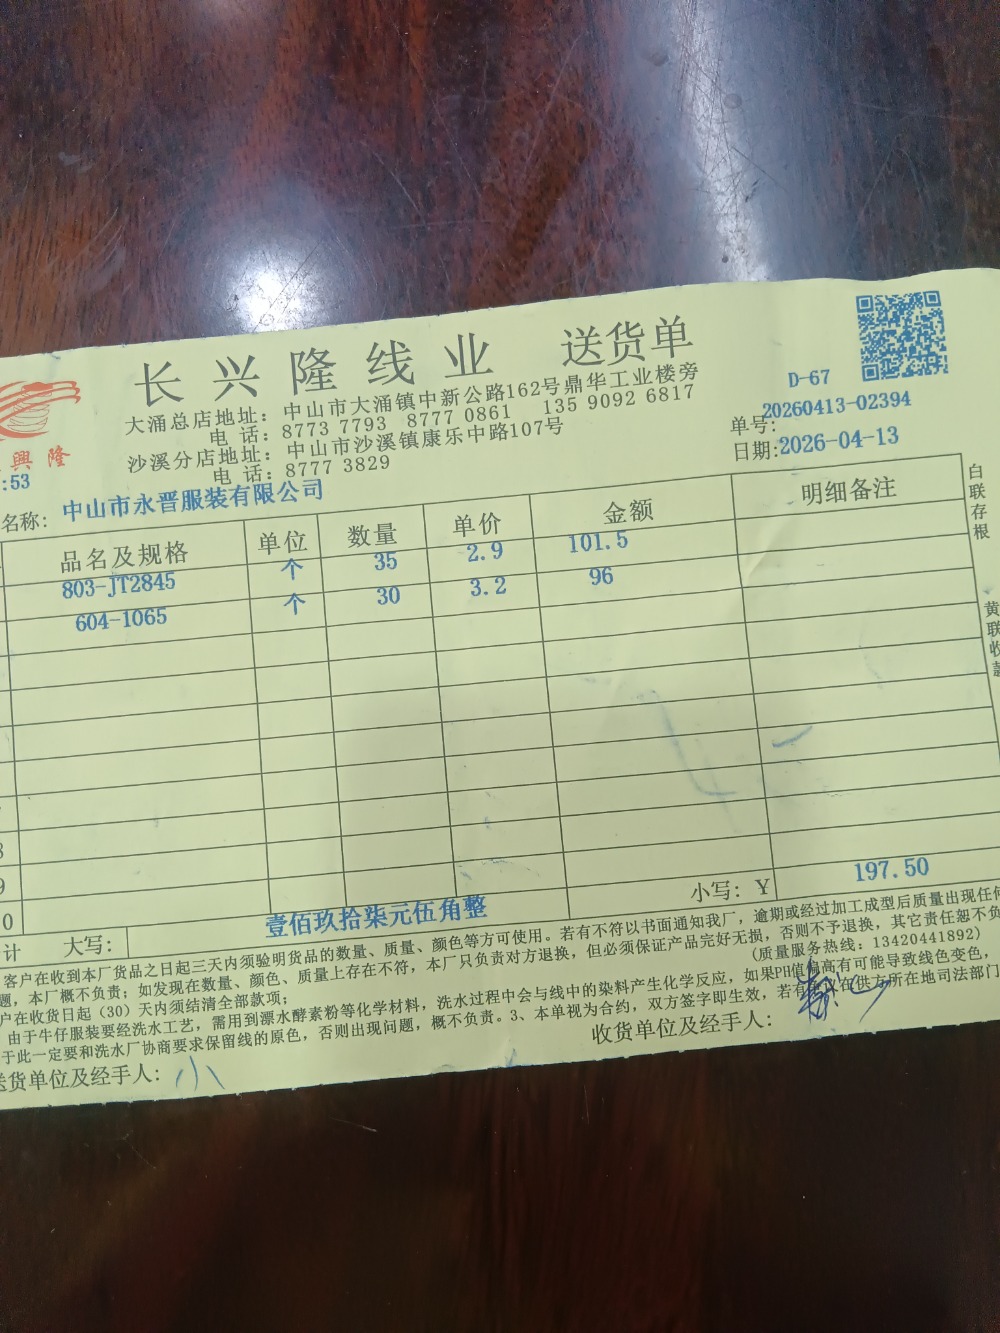 长兴隆线业 送货单
興隆
大涌总店地址：中山市大涌镇中新公路162号鼎华工业楼旁
电 话：8773 7793 8777 0861 135 9092 6817
沙溪分店地址：中山市沙溪镇康乐中路107号
电 话：8777 3829
D-67
单号：20260413-02394
日期：2026-04-13
:53
名称：中山市永晋服装有限公司
品名及规格 单位 数量 单价 金额 明细备注
803-JT2845 个 35 2.9 101.5
604-1065 个 30 3.2 96
9
0
计 大写： 壹佰玖拾柒元伍角整 小写：￥ 197.50
客户在收到本厂货品之日起三天内须验明货品的数量、质量、颜色等方可使用。若有不符以书面通知我厂，逾期或经过加工成型后质量出现任何
题，本厂概不负责；如发现在数量、颜色、质量上存在不符，本厂只负责对方退换，但必须保证产品完好无损，否则不予退换，其它责任恕不负
户在收货日起（30）天内须结清全部款项；（质量服务热线：13420441892）
由于牛仔服装要经洗水工艺，需用到漂水酵素粉等化学材料，洗水过程中会与线中的染料产生化学反应，如果PH值偏高有可能导致线色变色，
于此一定要和洗水厂协商要求保留线的原色，否则出现问题，概不负责。3、本单视为合约，双方签字即生效，若有 在供方所在地司法部门
送货单位及经手人：小
收货单位及经手人：
白联存根
黄联收款